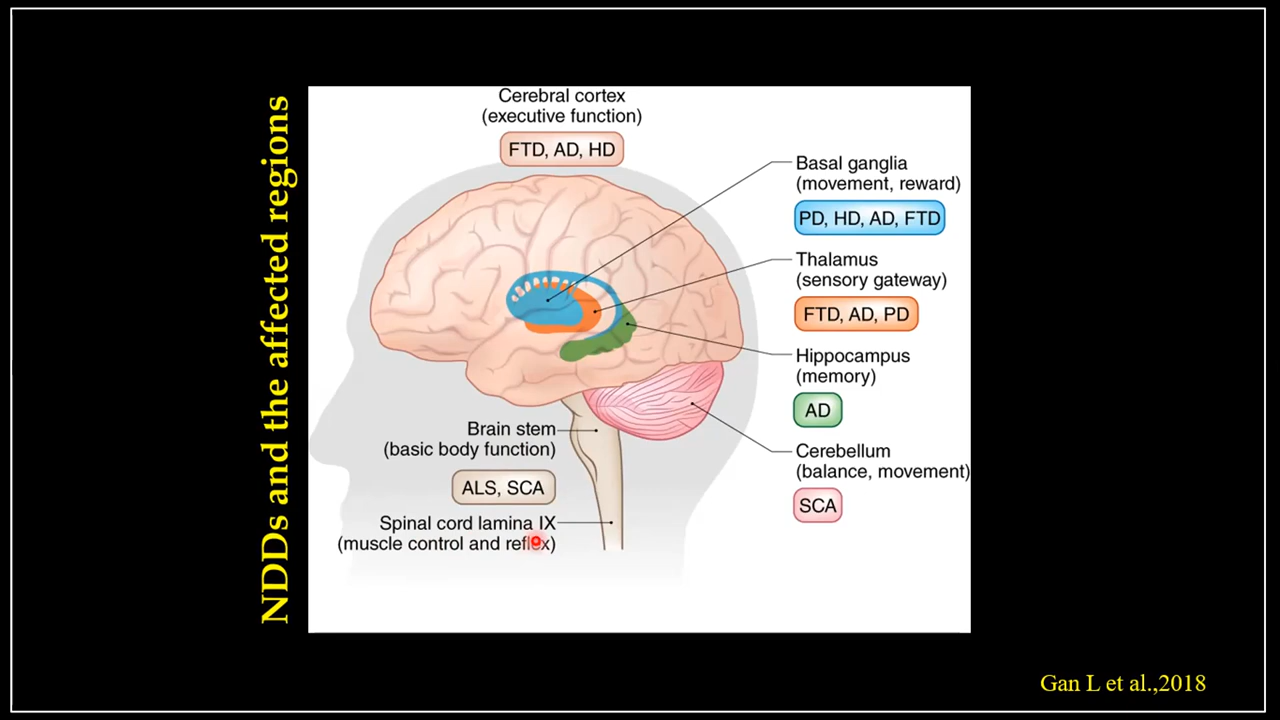 NDDs and the affected regions
Cerebral cortex
(executive function)
FTD, AD, HD
Basal ganglia
(movement, reward)
PD, HD, AD, FTD
Thalamus
(sensory gateway)
FTD, AD, PD
Hippocampus
(memory)
AD
Cerebellum
(balance, movement)
SCA
Brain stem
(basic body function)
ALS, SCA
Spinal cord lamina IX
(muscle control and reflex)
Gan L et al.,2018